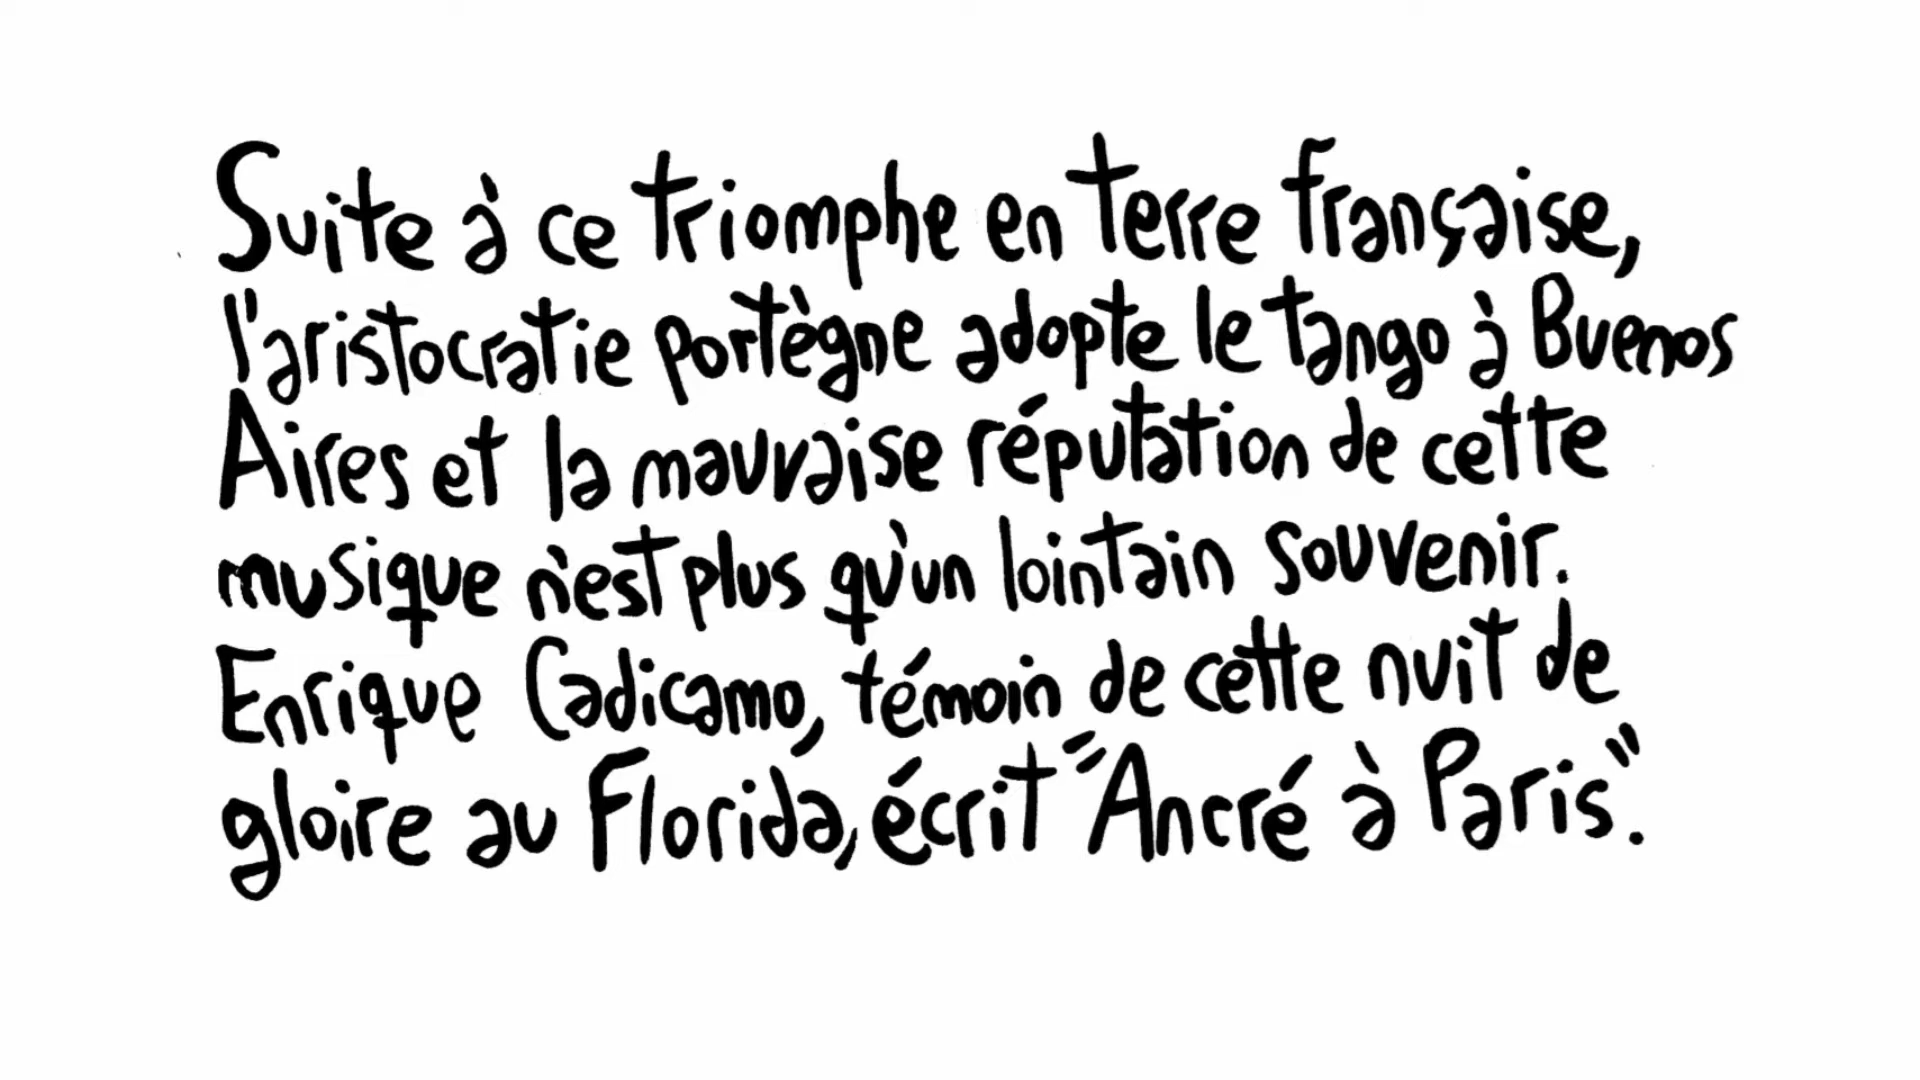 Suite à ce triomphe en terre française,
l'aristocratie portègne adopte le tango à Buenos
Aires et la mauvaise réputation de cette
musique n'est plus qu'un lointain souvenir.
Enrique Cadicamo, témoin de cette nuit de
gloire au Florida, écrit "Ancré à Paris".